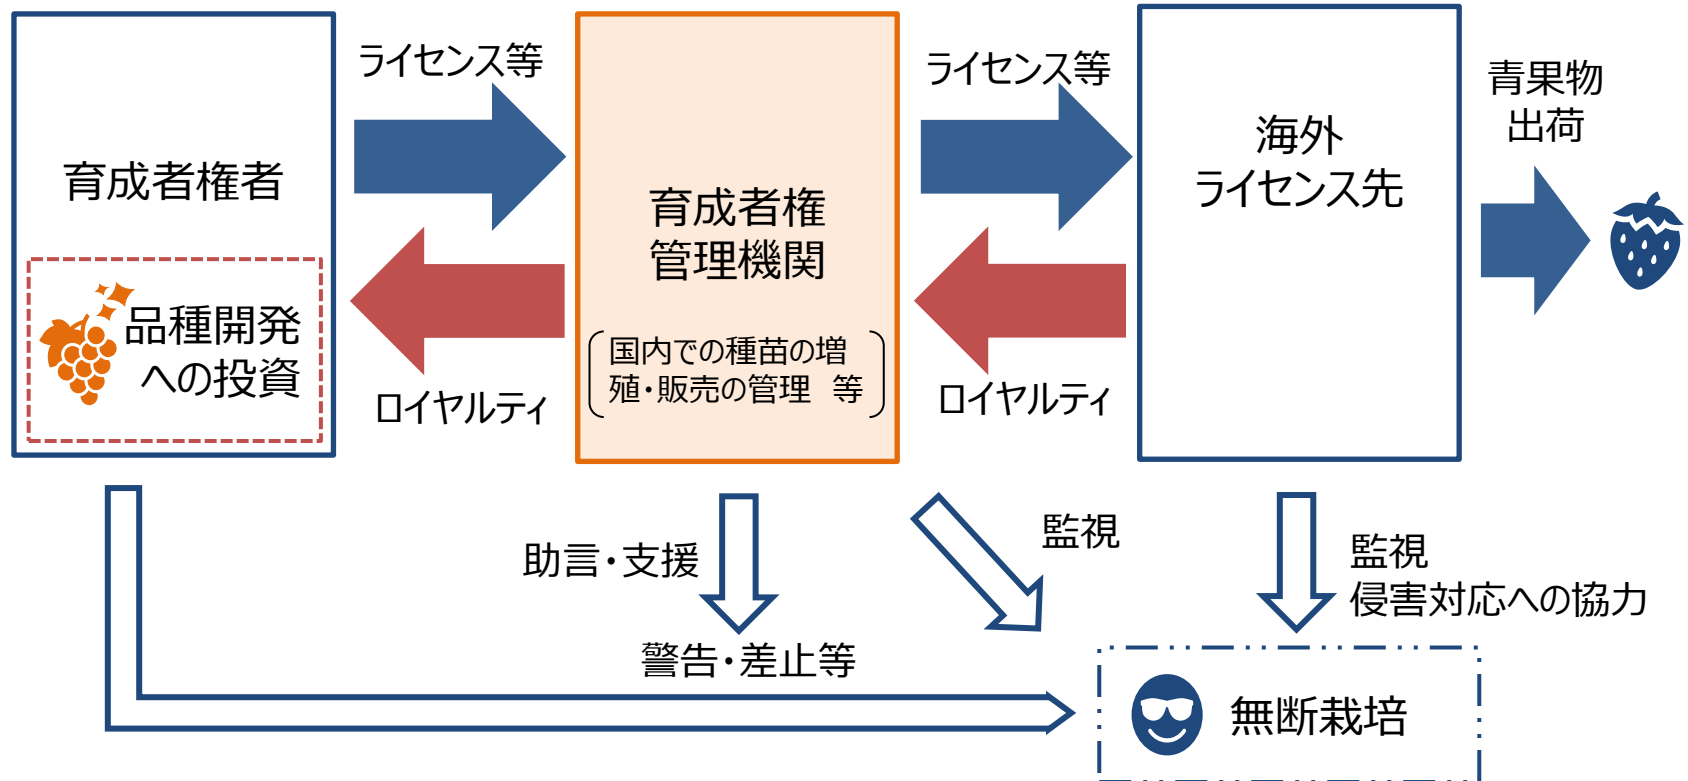 育成者権者
品種開発
への投資
ライセンス等
ロイヤルティ
育成者権
管理機関
国内での種苗の増
殖・販売の管理　等
ライセンス等
ロイヤルティ
海外
ライセンス先
青果物
出荷
助言・支援
警告・差止等
監視
監視
侵害対応への協力
無断栽培